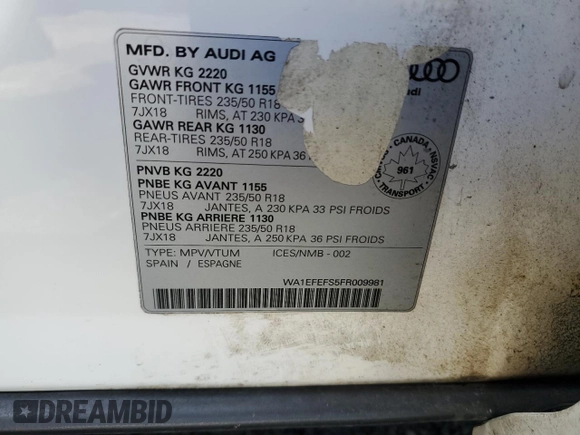 MFD. BY AUDI AG
GVWR KG 2220
GAWR FRONT KG 1155
FRONT-TIRES 235/50 R18
7JX18 RIMS, AT 230 KPA 3
GAWR REAR KG 1130
REAR-TIRES 235/50 R18
7JX18 RIMS, AT 250 KPA 36
PNVB KG 2220
PNBE KG AVANT 1155
PNEUS AVANT 235/50 R18
7JX18 JANTES, A 230 KPA 33 PSI FROIDS
PNBE KG ARRIERE 1130
PNEUS ARRIERE 235/50 R18
7JX18 JANTES, A 250 KPA 36 PSI FROIDS
TYPE: MPV/VTUM ICES/NMB - 002
SPAIN / ESPAGNE
WA1EFEFS5FR009981
udi
CANADA
NSVAC
961
TRANSPORT
DREAMBID